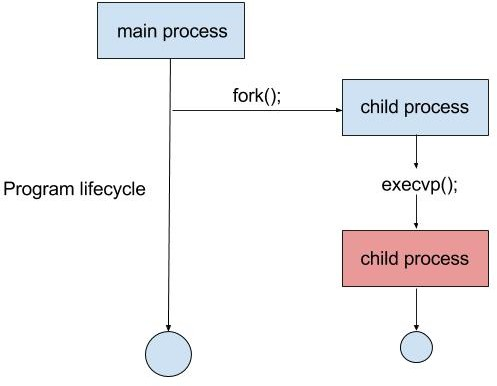 main process
fork();
child process
Program lifecycle
execvp();
child process